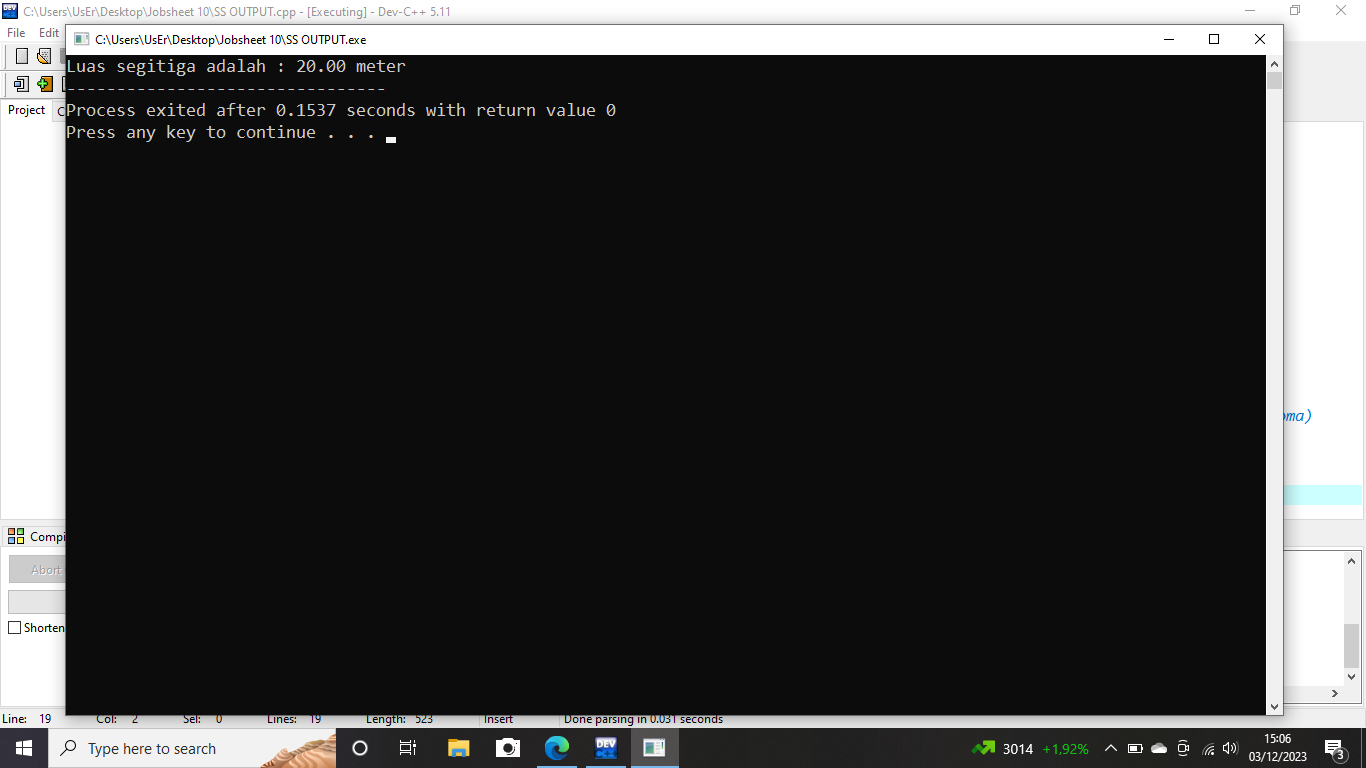 C:\Users\UsEr\Desktop\Jobsheet 10\SS OUTPUT.cpp - [Executing] - Dev-C++ 5.11
File Edit
C:\Users\UsEr\Desktop\Jobsheet 10\SS OUTPUT.exe
Luas segitiga adalah : 20.00 meter
--------------------------------
Process exited after 0.1537 seconds with return value 0
Press any key to continue . . .
Project C
oma)
Compi
Abort
Shorten
Line: 19 Col: 2 Sel: 0 Lines: 19 Length: 523 Insert Done parsing in 0.031 seconds
Type here to search
DEV
3014 +1,92%
15:06
03/12/2023
3